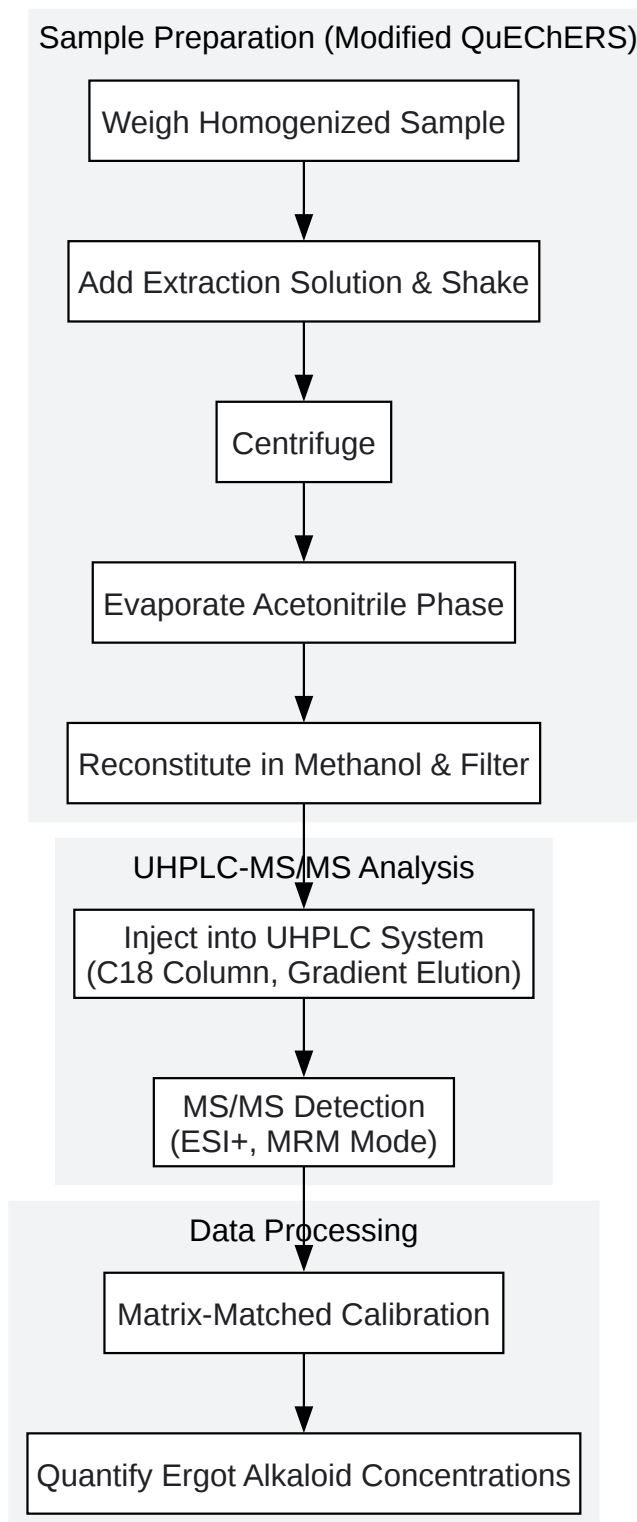 Sample Preparation (Modified QuEChERS)
Weigh Homogenized Sample
Add Extraction Solution & Shake
Centrifuge
Evaporate Acetonitrile Phase
Reconstitute in Methanol & Filter
UHPLC-MS/MS Analysis
Inject into UHPLC System
(C18 Column, Gradient Elution)
MS/MS Detection
(ESI+, MRM Mode)
Data Processing
Matrix-Matched Calibration
Quantify Ergot Alkaloid Concentrations